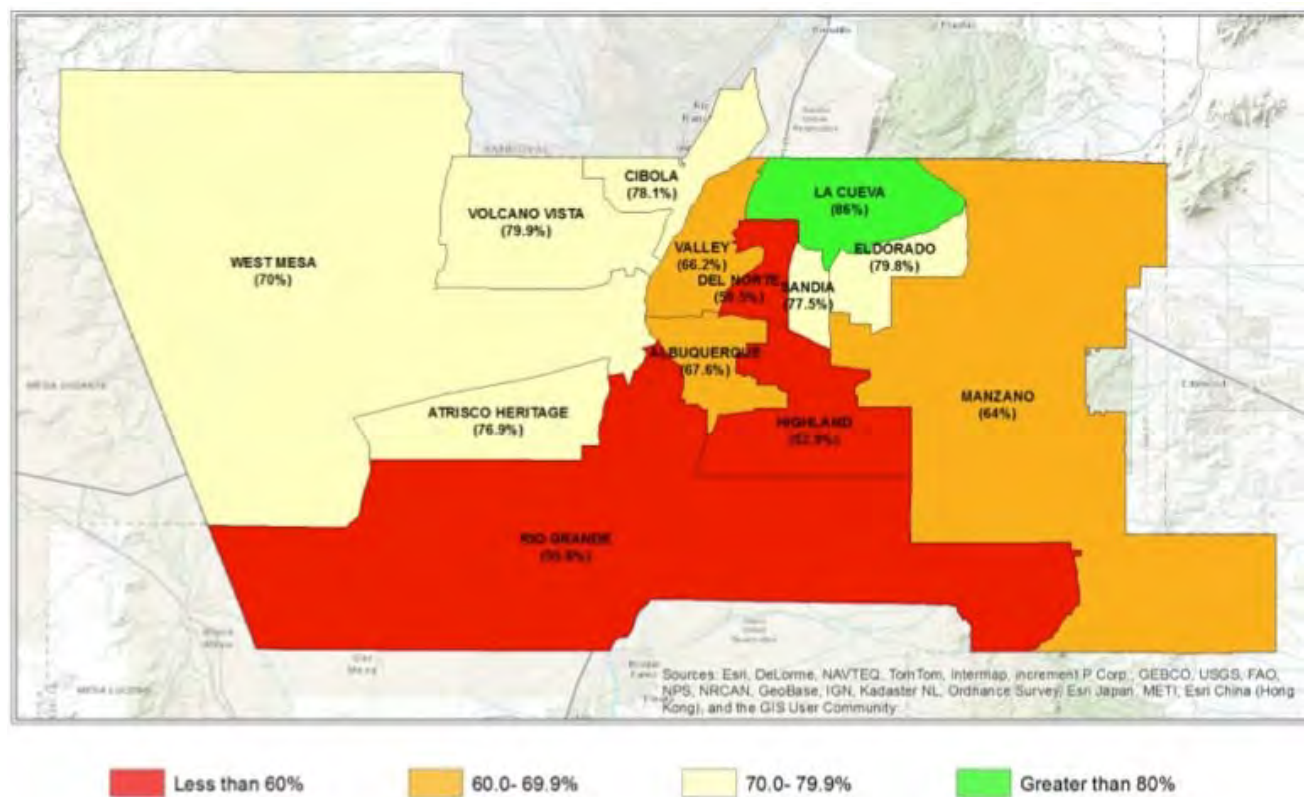 CIBOLA
(78.1%)
VOLCANO VISTA
(79.9%)
LA CUEVA
(86%)
WEST MESA
(70%)
VALLEY
(66.2%)
ELDORADO
(79.8%)
DEL NORTE
SANDIA
(77.5%)
ALBUQUERQUE
(67.6%)
MANZANO
(64%)
ATRISCO HERITAGE
(76.9%)
HIGHLAND
RIO GRANDE
Sources: Esri, DeLorme, NAVTEQ, TomTom, Intermap, increment P Corp., GEBCO, USGS, FAO,
NPS, NRCAN, GeoBase, IGN, Kadaster NL, Ordnance Survey, Esri Japan, METI, Esri China (Hong
Kong), and the GIS User Community
Less than 60%
60.0- 69.9%
70.0- 79.9%
Greater than 80%